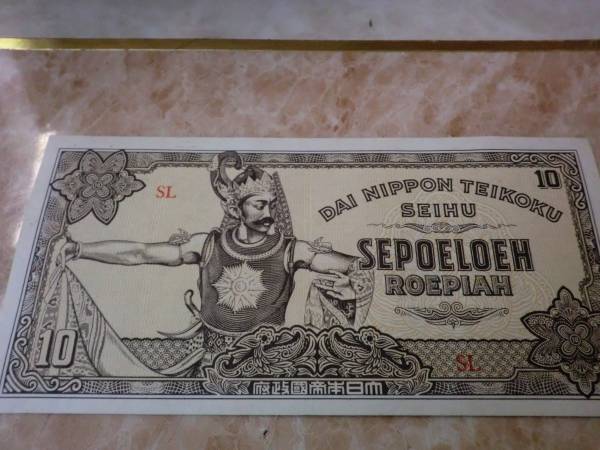 10
SL
DAI NIPPON TEIKOKU
SEIHU
SEPOELOEH
ROEPIAH
10
SL
府政國帝本日大